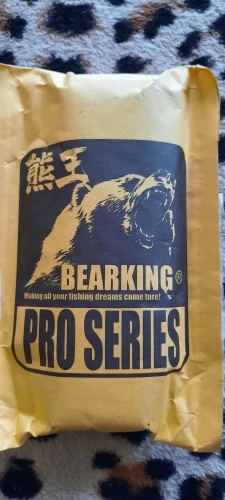 熊王
BEARKING®
Making all your fishing dreams come ture!
PRO SERIES